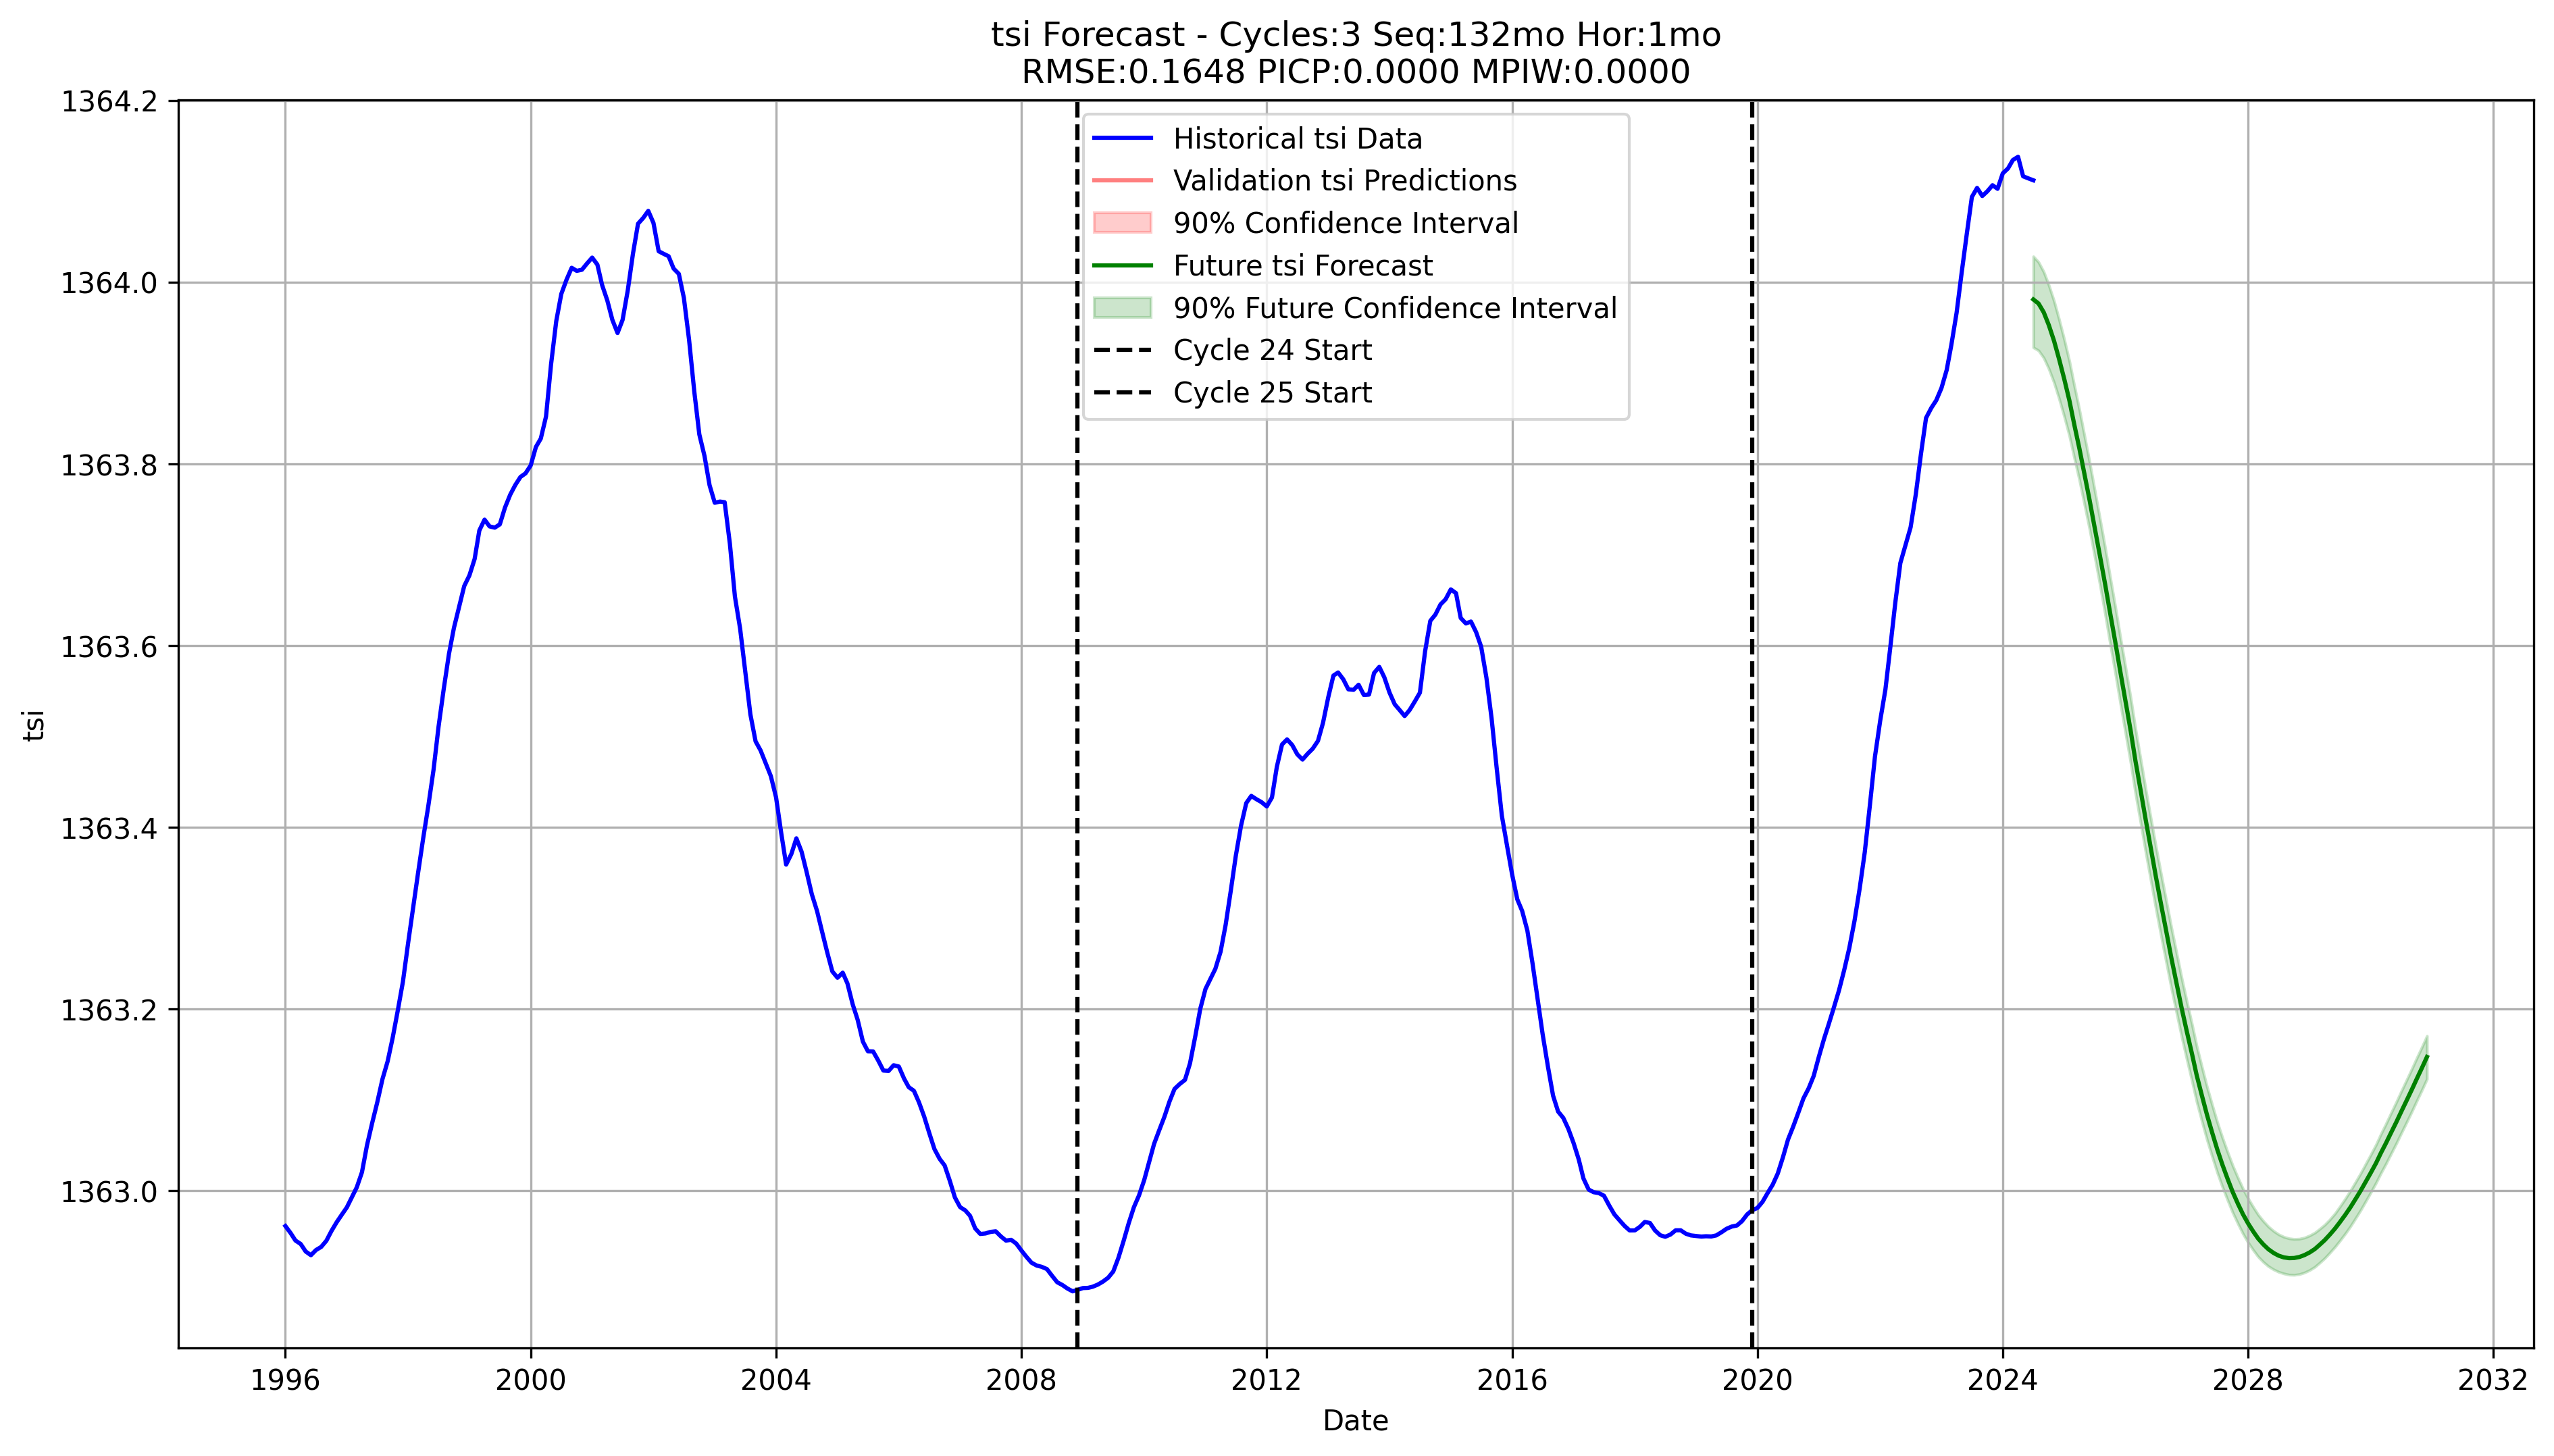 tsi Forecast - Cycles:3 Seq:132mo Hor:1mo
RMSE:0.1648 PICP:0.0000 MPIW:0.0000
1364.2
1364.0
1363.8
1363.6
1363.4
1363.2
1363.0
tsi
Historical tsi Data
Validation tsi Predictions
90% Confidence Interval
Future tsi Forecast
90% Future Confidence Interval
Cycle 24 Start
Cycle 25 Start
1996 2000 2004 2008 2012 2016 2020 2024 2028 2032
Date